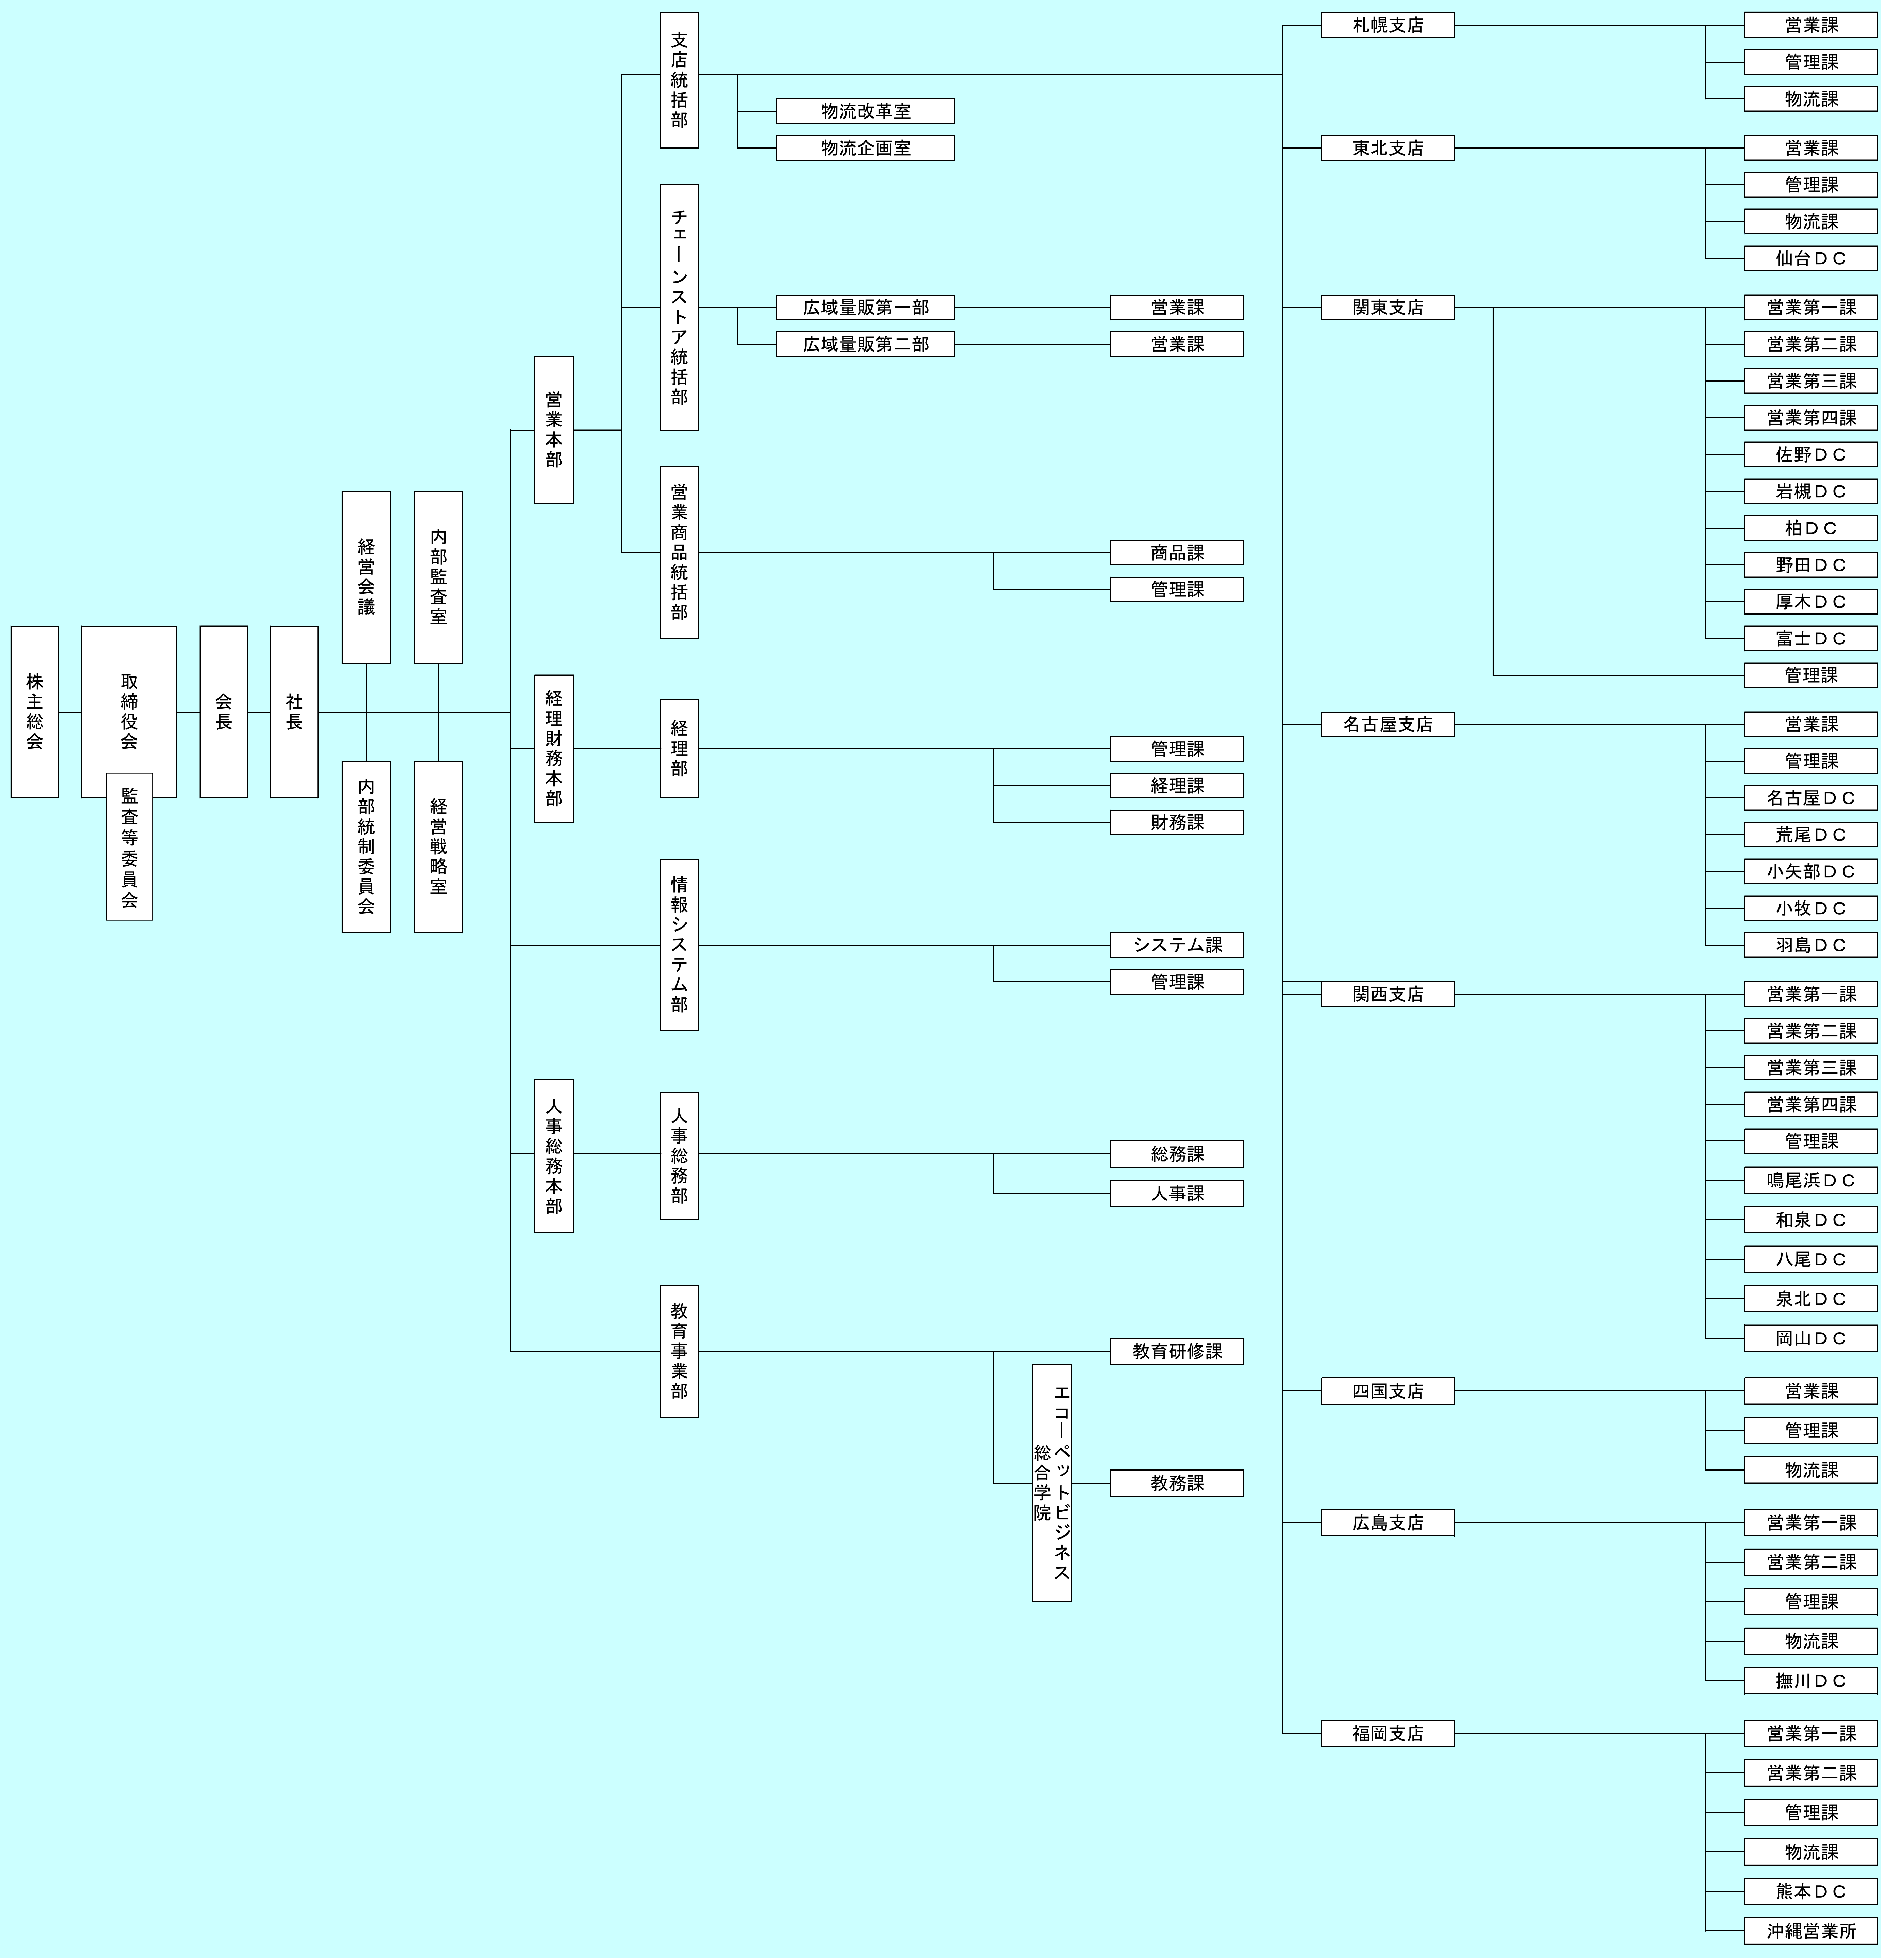 株主総会
取締役会
監査等委員会
会長
社長
経営会議
内部監査室
内部統制委員会
経営戦略室
営業本部
支店統括部
物流改革室
物流企画室
チェーンストア統括部
広域量販第一部
営業課
広域量販第二部
営業課
営業商品統括部
商品課
管理課
経理財務本部
経理部
管理課
経理課
財務課
情報システム部
システム課
管理課
人事総務本部
人事総務部
総務課
人事課
教育事業部
教育研修課
エコーペットビジネス
総合学院
教務課
札幌支店
営業課
管理課
物流課
東北支店
営業課
管理課
物流課
仙台ＤＣ
関東支店
営業第一課
営業第二課
営業第三課
営業第四課
佐野ＤＣ
岩槻ＤＣ
柏ＤＣ
野田ＤＣ
厚木ＤＣ
富士ＤＣ
管理課
名古屋支店
営業課
管理課
名古屋ＤＣ
荒尾ＤＣ
小矢部ＤＣ
小牧ＤＣ
羽島ＤＣ
関西支店
営業第一課
営業第二課
営業第三課
営業第四課
管理課
鳴尾浜ＤＣ
和泉ＤＣ
八尾ＤＣ
泉北ＤＣ
岡山ＤＣ
四国支店
営業課
管理課
物流課
広島支店
営業第一課
営業第二課
管理課
物流課
撫川ＤＣ
福岡支店
営業第一課
営業第二課
管理課
物流課
熊本ＤＣ
沖縄営業所